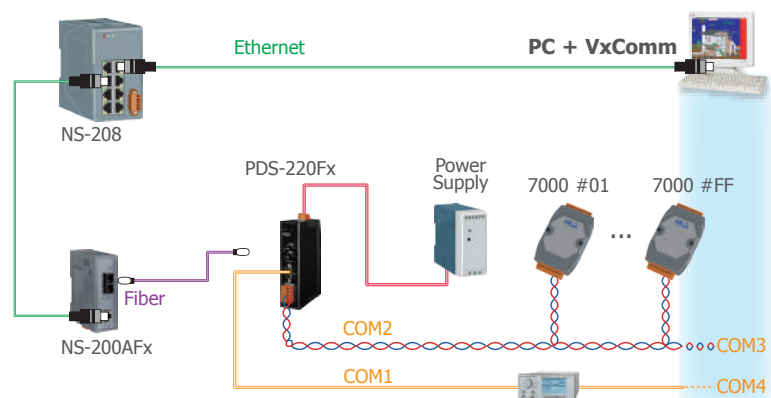 Ethernet
PC + VxComm
NS-208
PDS-220Fx
Power
Supply
7000 #01
7000 #FF
...
Fiber
NS-200AFx
COM2
COM3
COM1
COM4